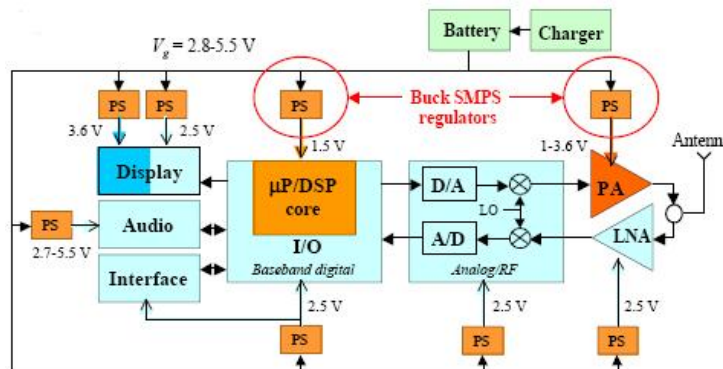 Battery
Charger
V_g = 2.8-5.5 V
PS
PS
PS
PS
Buck SMPS
regulators
3.6 V
2.5 V
1.5 V
1-3.6 V
Antenn
Display
µP/DSP
core
D/A
PA
LO
PS
Audio
I/O
A/D
LNA
2.7-5.5 V
Baseband digital
Analog/RF
Interface
2.5 V
2.5 V
2.5 V
PS
PS
PS